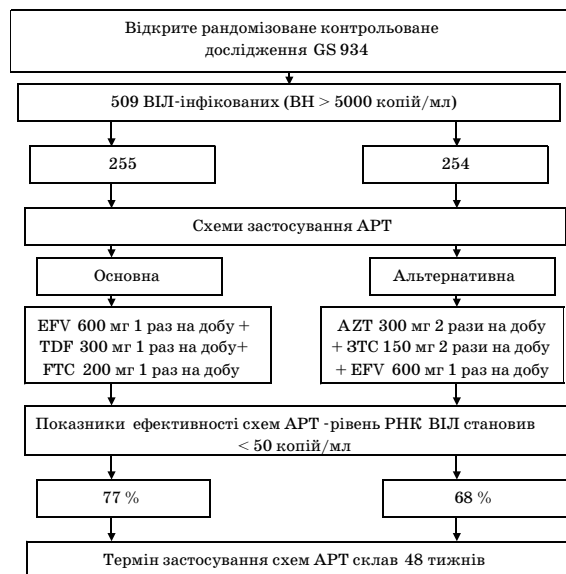 Відкрите рандомізоване контрольоване
дослідження GS 934
509 ВІЛ-інфікованих (ВН > 5000 копій/мл)
255
254
Схеми застосування АРТ
Основна
Альтернативна
EFV 600 мг 1 раз на добу +
TDF 300 мг 1 раз на добу+
FTC 200 мг 1 раз на добу
AZT 300 мг 2 рази на добу
+ 3ТС 150 мг 2 рази на добу
+ EFV 600 мг 1 раз на добу
Показники ефективності схем АРТ -рівень РНК ВІЛ становив
< 50 копій/мл
77 %
68 %
Термін застосування схем АРТ склав 48 тижнів